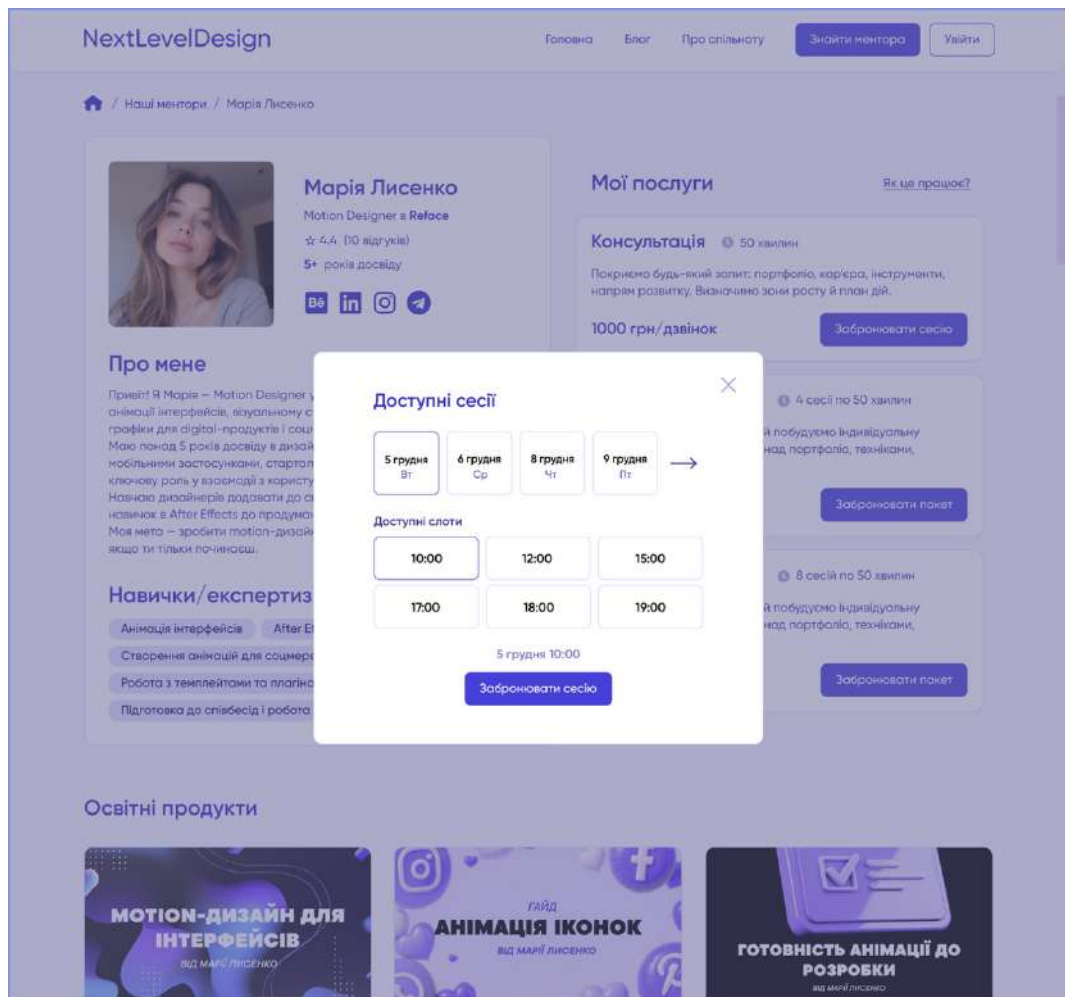 NextLevelDesign
Головна Блог Про спільноту Знайти ментора Увійти
/ Наші ментори / Марія Лисенко
Марія Лисенко
Motion Designer в Reface
4.4 (10 відгуків)
5+ років досвіду
Bē in
Мої послуги Як це працює?
Консультація 50 хвилин
Покриємо будь-який запит: портфоліо, кар'єра, інструменти,
напрям розвитку. Визначимо зони росту й план дій.
1000 грн/дзвінок Забронювати сесію
Про мене
Привіт! Я Марія — Motion Designer у
анімації інтерфейсів, візуальному с
графіки для digital-продуктів і соц
Маю понад 5 років досвіду в дизай
мобільними застосунками, стартап
ключову роль у взаємодії з користу
Навчаю дизайнерів додавати до с
навичок в After Effects до продума
Моя мета — зробити motion-дизай
якщо ти тільки починаєш.
Навички/експертиз
Анімація інтерфейсів After Ef
Створення анімацій для соцмере
Робота з темплейтами та плагіна
Підготовка до співбесід і робота
4 сесії по 50 хвилин
й побудуємо індивідуальну
над портфоліо, техніками,
Забронювати пакет
8 сесій по 50 хвилин
й побудуємо індивідуальну
над портфоліо, техніками,
Забронювати пакет
Доступні сесії
5 грудня 6 грудня 8 грудня 9 грудня
Вт Ср Чт Пт
Доступні слоти
10:00 12:00 15:00
17:00 18:00 19:00
5 грудня 10:00
Забронювати сесію
Освітні продукти
MOTION-ДИЗАЙН ДЛЯ
ІНТЕРФЕЙСІВ
ВІД МАРІЇ ЛИСЕНКО
ГАЙД
АНІМАЦІЯ ІКОНОК
ВІД МАРІЇ ЛИСЕНКО
ГОТОВНІСТЬ АНІМАЦІЇ ДО
РОЗРОБКИ
ВІД МАРІЇ ЛИСЕНКО